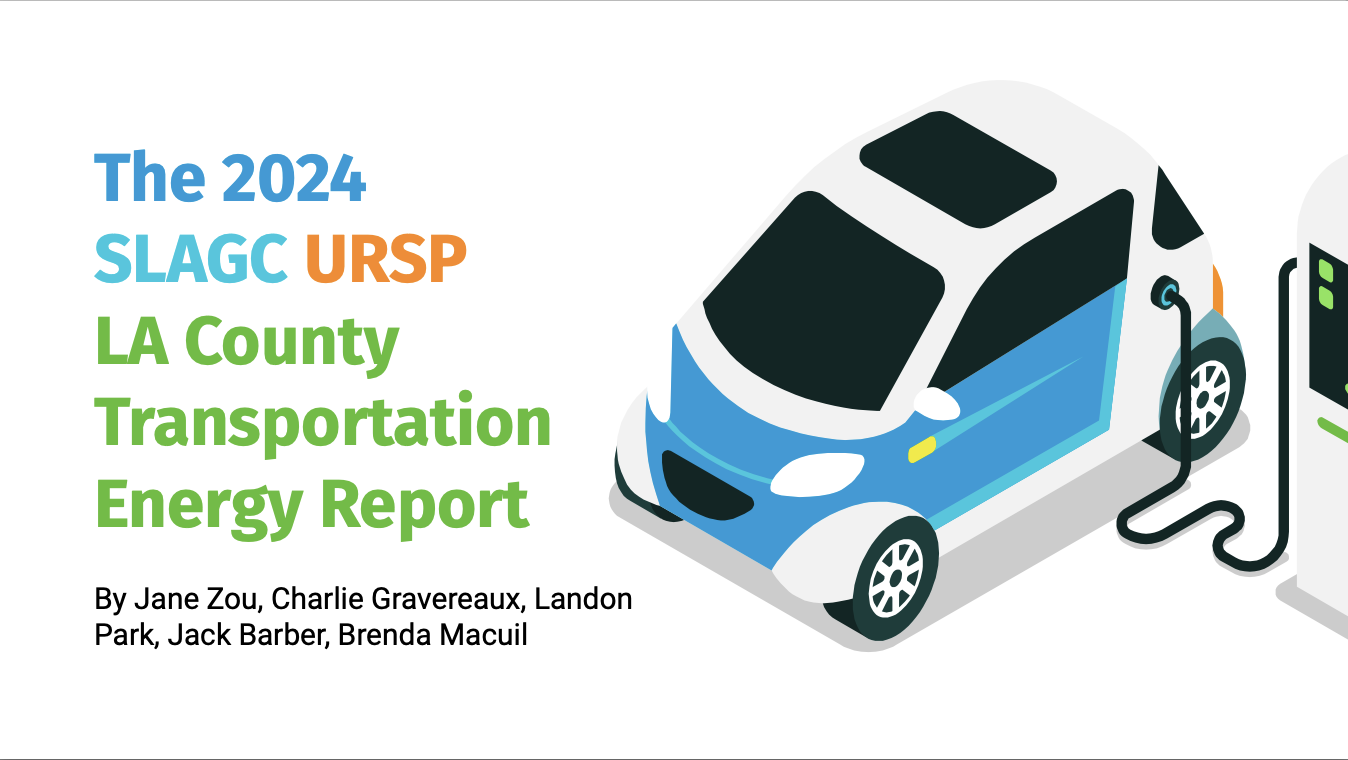 The 2024
SLAGC URSP
LA County
Transportation
Energy Report
By Jane Zou, Charlie Gravereaux, Landon
Park, Jack Barber, Brenda Macuil